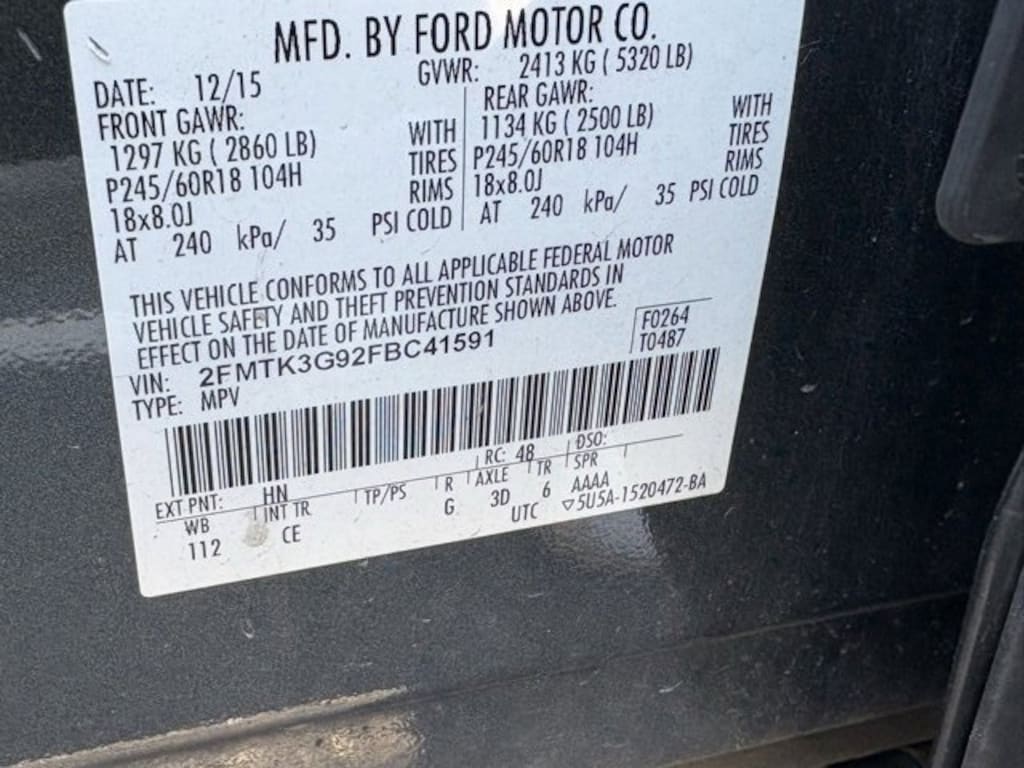 MFD. BY FORD MOTOR CO.
DATE: 12/15 GVWR: 2413 KG ( 5320 LB)
FRONT GAWR: REAR GAWR:
1297 KG ( 2860 LB) WITH 1134 KG ( 2500 LB) WITH
P245/60R18 104H TIRES P245/60R18 104H TIRES
18x8.0J RIMS 18x8.0J RIMS
AT 240 kPa/ 35 PSI COLD AT 240 kPa/ 35 PSI COLD
THIS VEHICLE CONFORMS TO ALL APPLICABLE FEDERAL MOTOR
VEHICLE SAFETY AND THEFT PREVENTION STANDARDS IN
EFFECT ON THE DATE OF MANUFACTURE SHOWN ABOVE.
F0264
VIN: 2FMTK3G92FBC41591 T0487
TYPE: MPV
EXT PNT: HN RC: 48 DSO:
WB INT TR TP/PS R AXLE TR SPR
112 CE G 3D 6 AAAA
UTC ▽5U5A-1520472-BA